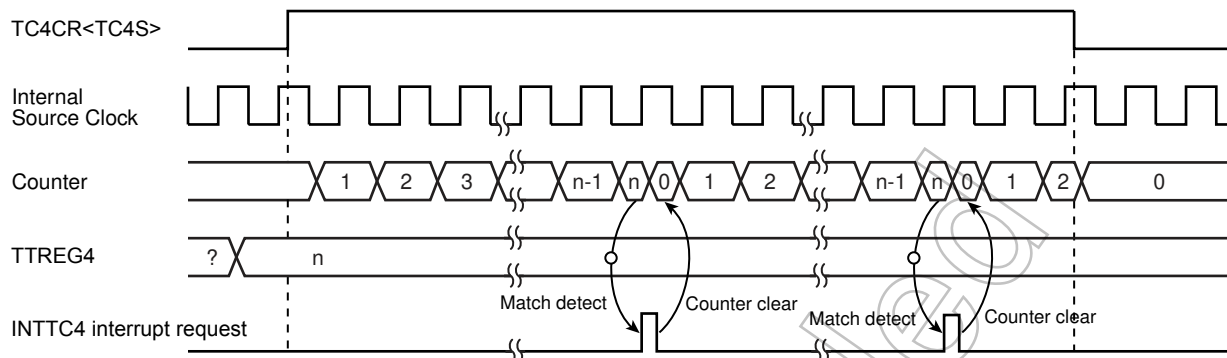 TC4CR<TC4S>
Internal
Source Clock
Counter
1 2 3 n-1 n 0 1 2 n-1 n 0 1 2 0
TTREG4
? n
Match detect Counter clear Match detect Counter clear
INTTC4 interrupt request